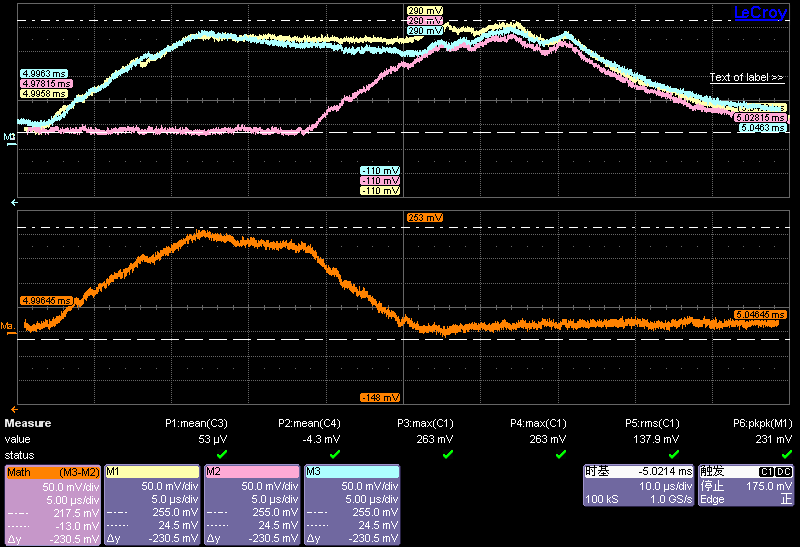 290 mV
290 mV
290 mV
LeCroy
4.9963 ms
4.97815 ms
4.9958 ms
Text of label >>
5.02815 ms
5.0463 ms
M3
-110 mV
-110 mV
-110 mV
253 mV
4.99645 ms
5.04645 ms
Ma
-148 mV
Measure P1:mean(C3) P2:mean(C4) P3:max(C1) P4:max(C1) P5:rms(C1) P6:pkpk(M1)
value 53 µV -4.3 mV 263 mV 263 mV 137.9 mV 231 mV
status
Math (M3-M2) M1 M2 M3 时基 -5.0214 ms 触发 C1 DC
50.0 mV/div 50.0 mV/div 50.0 mV/div 50.0 mV/div 10.0 µs/div 停止 175.0 mV
5.00 µs/div 5.0 µs/div 5.0 µs/div 5.0 µs/div 100 kS 1.0 GS/s Edge 正
217.5 mV 255.0 mV 255.0 mV 255.0 mV
-13.0 mV 24.5 mV 24.5 mV 24.5 mV
Δy -230.5 mV Δy -230.5 mV Δy -230.5 mV Δy -230.5 mV